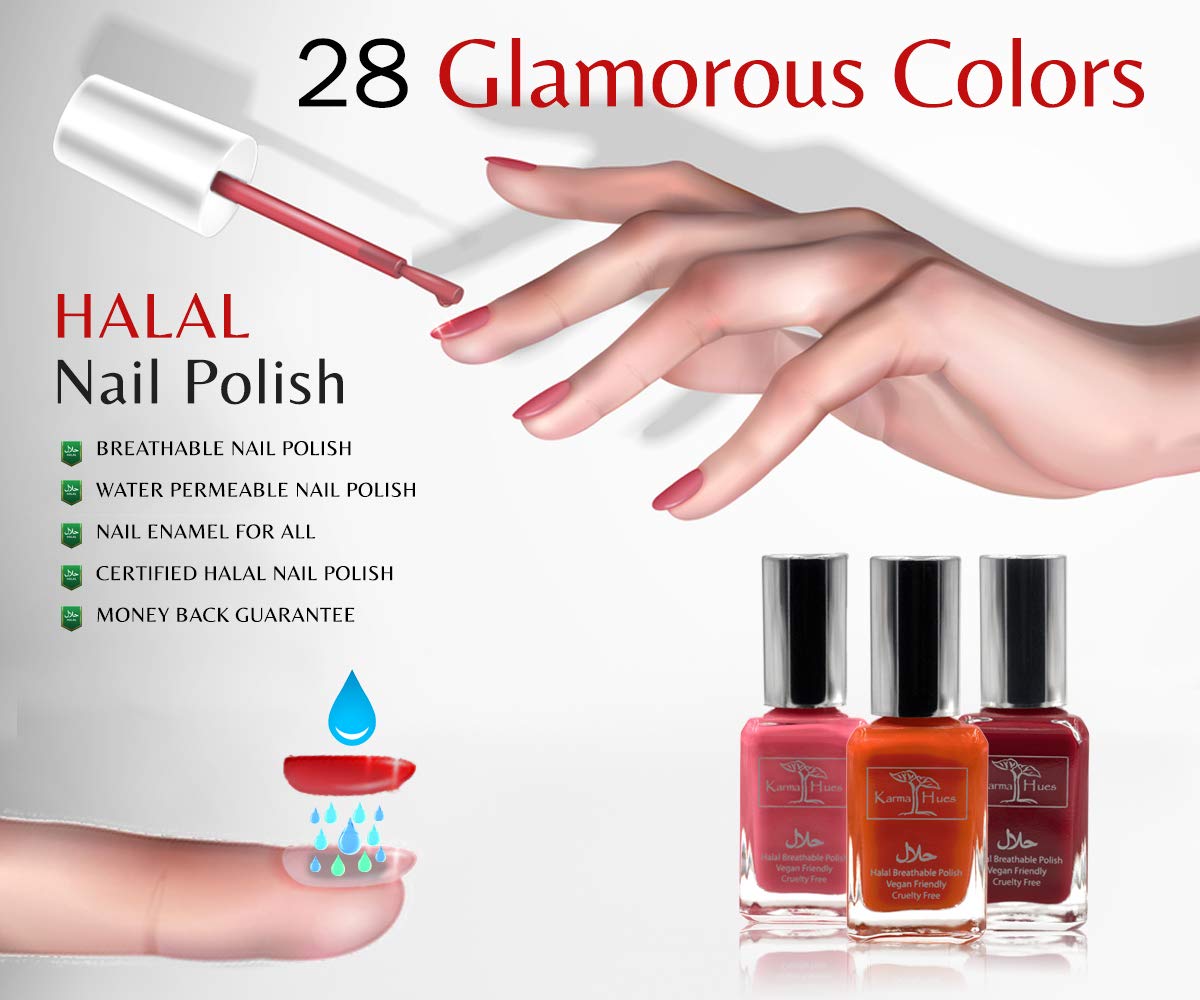 28 Glamorous Colors
HALAL
Nail Polish
BREATHABLE NAIL POLISH
WATER PERMEABLE NAIL POLISH
NAIL ENAMEL FOR ALL
CERTIFIED HALAL NAIL POLISH
MONEY BACK GUARANTEE
Karma Hues
حلال
Halal Breathable Polish
Vegan Friendly
Cruelty Free
Karma Hues
حلال
Halal Breathable Polish
Vegan Friendly
Cruelty Free
Karma Hues
حلال
Breathable Polish
Vegan Friendly
Cruelty Free